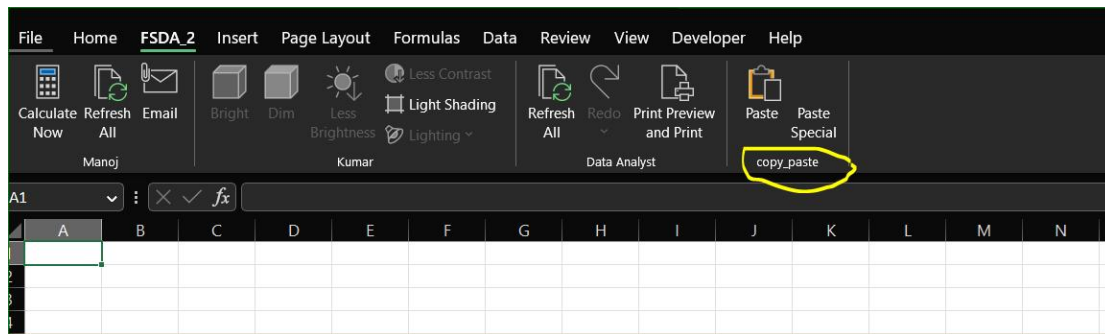 File Home FSDA_2 Insert Page Layout Formulas Data Review View Developer Help
Calculate Now
Refresh All
Email
Bright
Dim
Less Brightness
Less Contrast
Light Shading
Lighting
Refresh All
Redo
Print Preview and Print
Paste
Paste Special
Manoj
Kumar
Data Analyst
copy_paste
A1
fx
A B C D E F G H I J K L M N
1
2
3
4